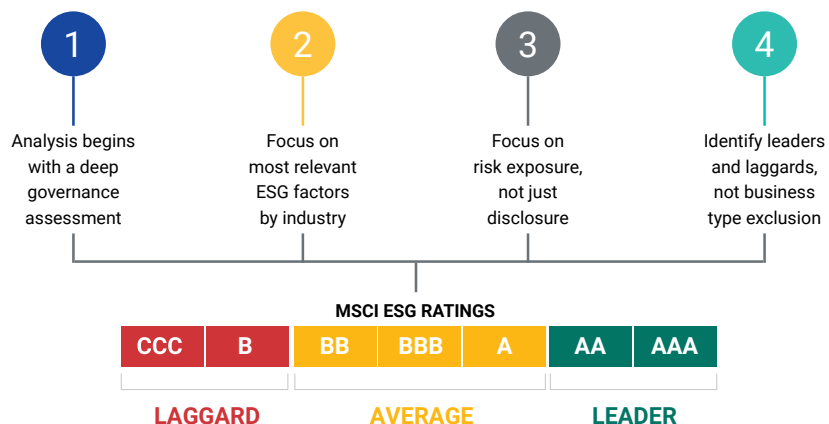 1
2
3
4
Analysis begins
with a deep
governance
assessment
Focus on
most relevant
ESG factors
by industry
Focus on
risk exposure,
not just
disclosure
Identify leaders
and laggards,
not business
type exclusion
MSCI ESG RATINGS
CCC B BB BBB A AA AAA
LAGGARD AVERAGE LEADER